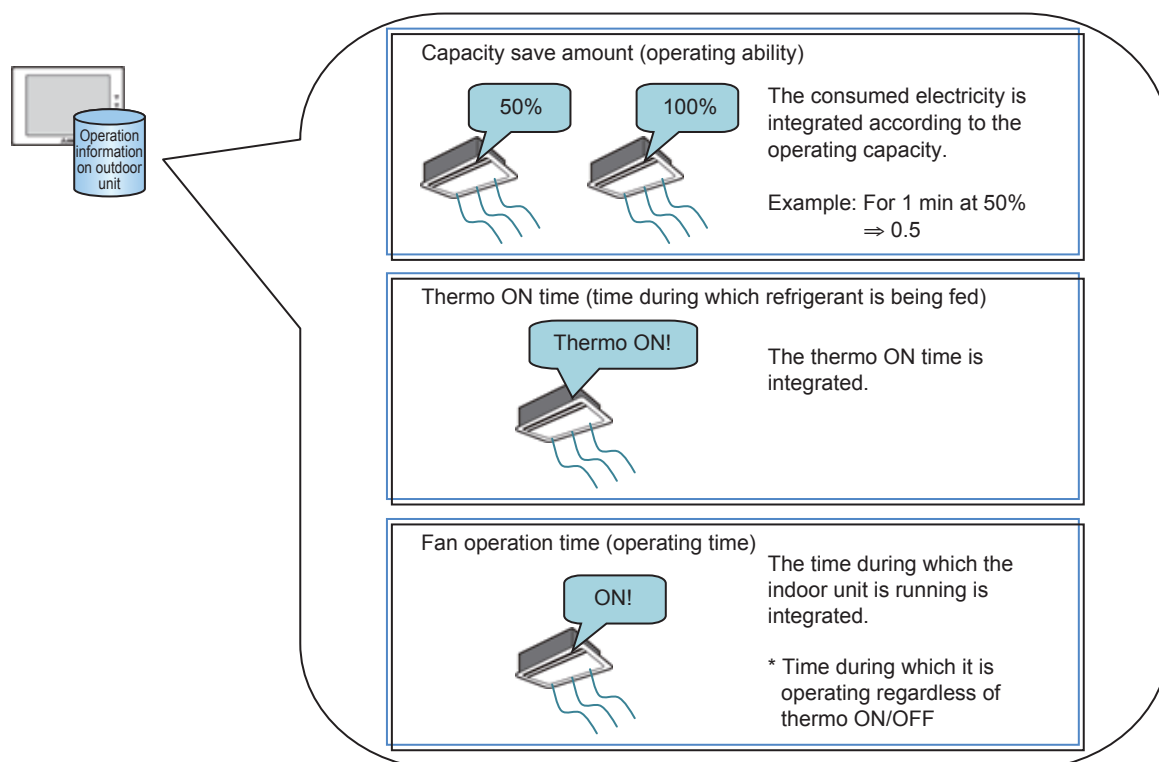 Operation
information
on outdoor
unit
Capacity save amount (operating ability)
50%
100%
The consumed electricity is
integrated according to the
operating capacity.
Example: For 1 min at 50%
⇒ 0.5
Thermo ON time (time during which refrigerant is being fed)
Thermo ON!
The thermo ON time is
integrated.
Fan operation time (operating time)
ON!
The time during which the
indoor unit is running is
integrated.
* Time during which it is
operating regardless of
thermo ON/OFF